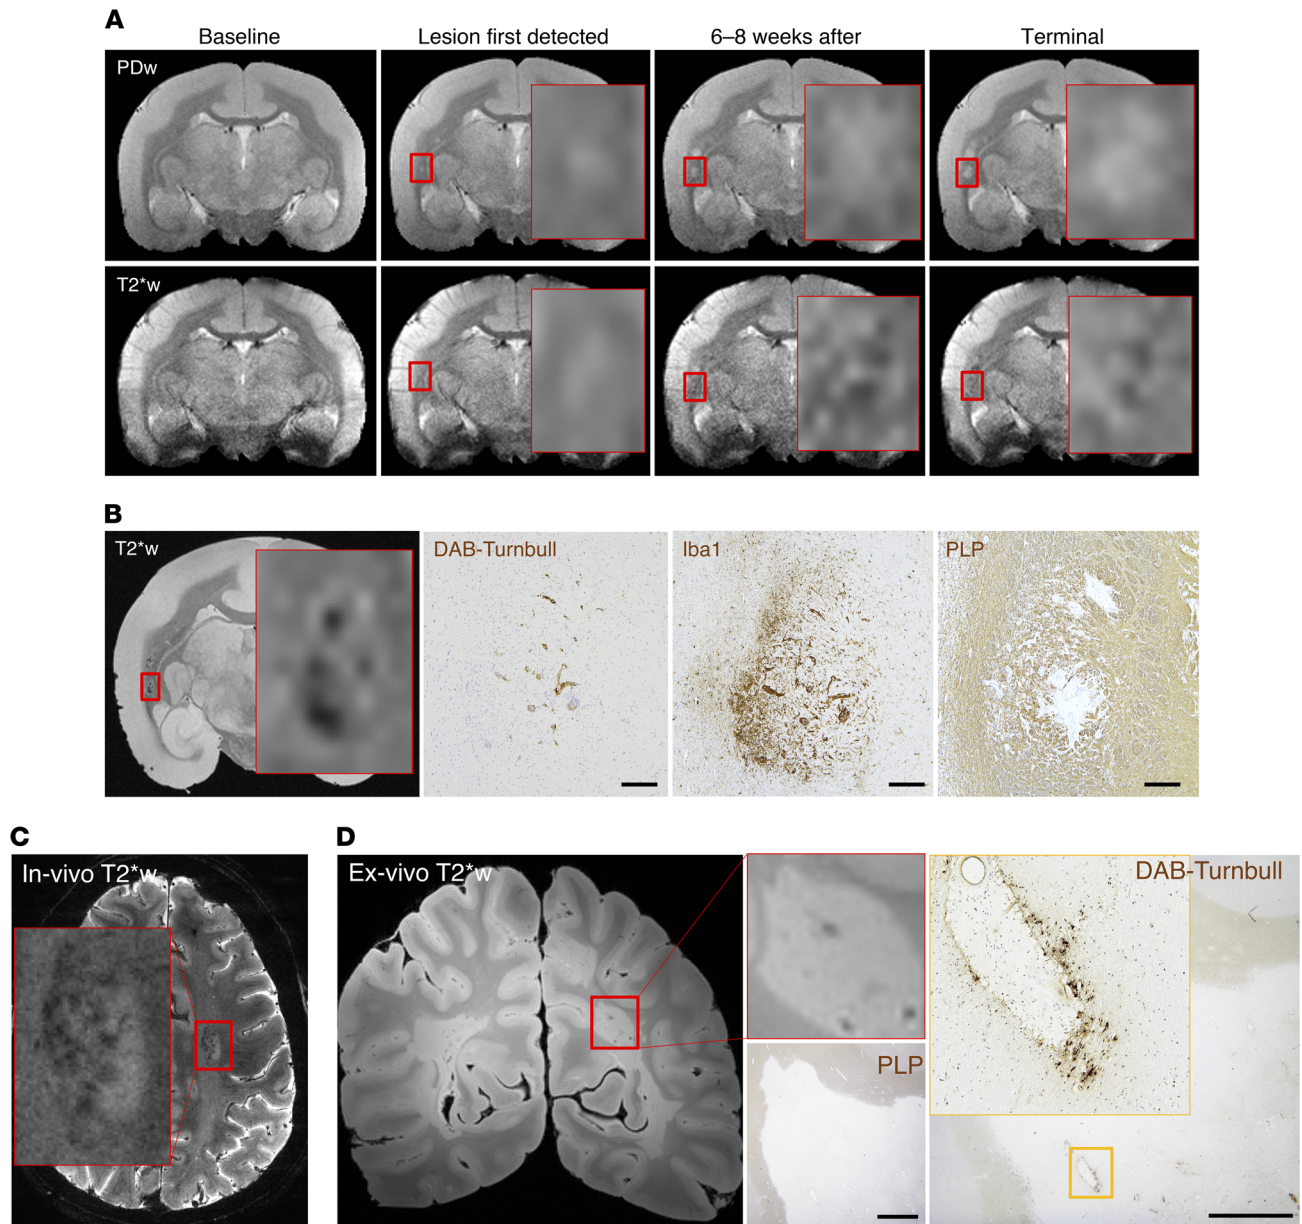 A
Baseline
Lesion first detected
6–8 weeks after
Terminal
PDw
T2*w
B
T2*w
DAB-Turnbull
Iba1
PLP
C
In-vivo T2*w
D
Ex-vivo T2*w
PLP
DAB-Turnbull